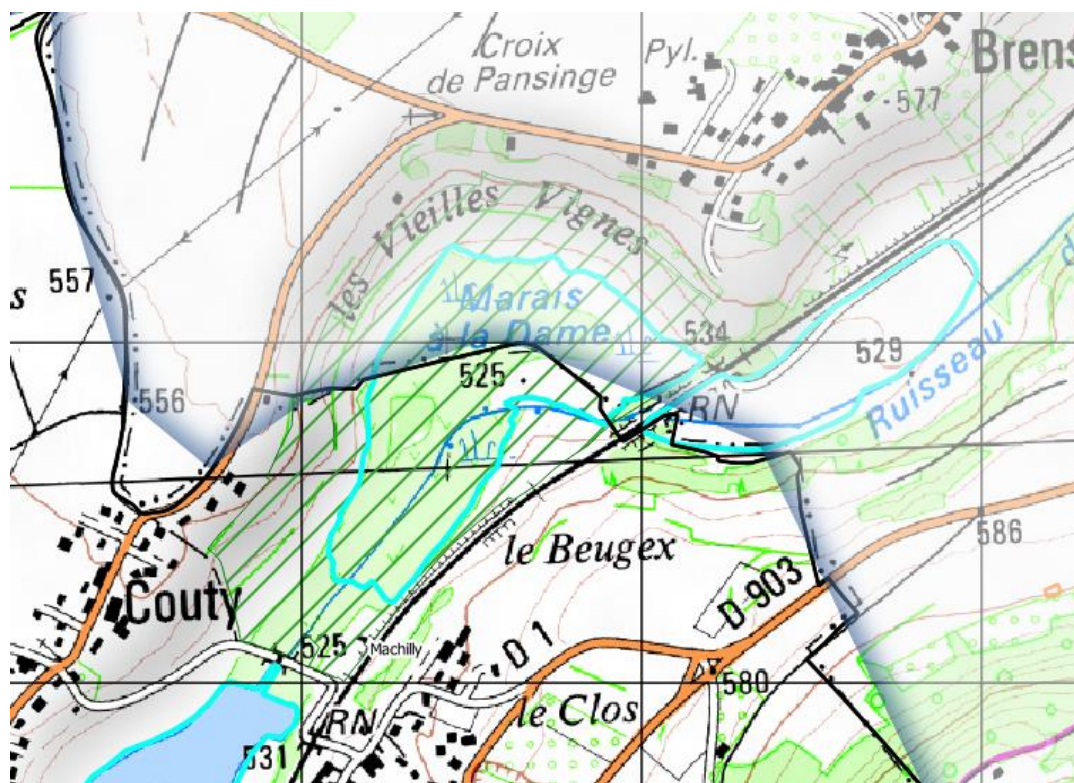 Croix
de Pansinge
Pyl.
Brens
577
les Vieilles Vignes
557
s
Marais
à la Dame
534
529
525
556
RN
Ruisseau
d
586
le Beugex
D 903
Couty
525
Machilly
D 1
580
le Clos
RN
531